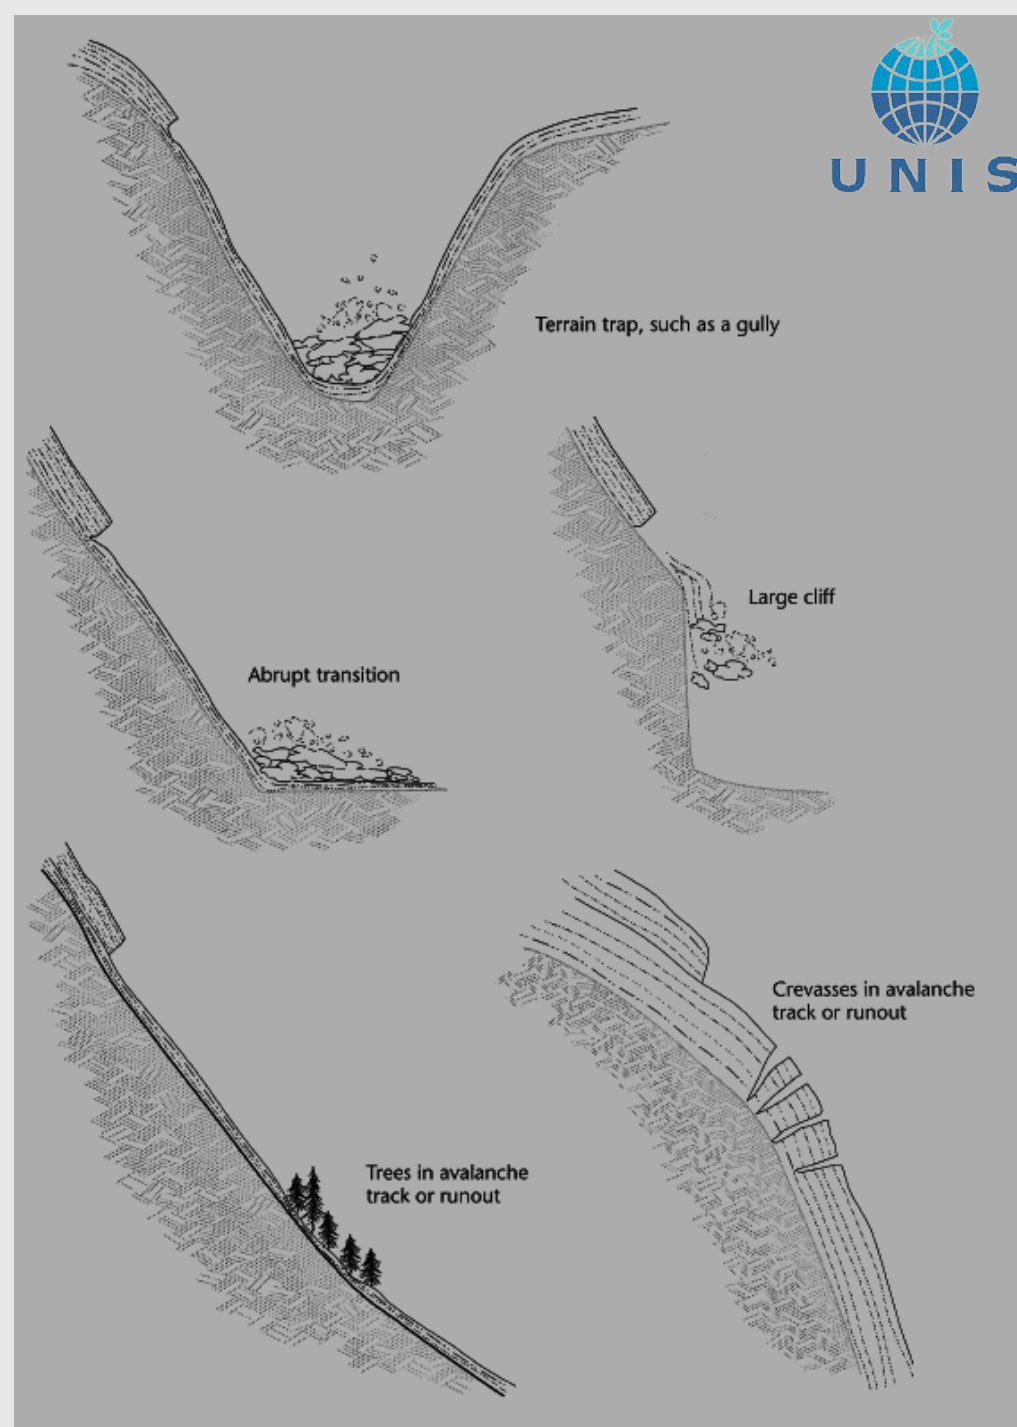 UNIS
Terrain trap, such as a gully
Large cliff
Abrupt transition
Crevasses in avalanche
track or runout
Trees in avalanche
track or runout